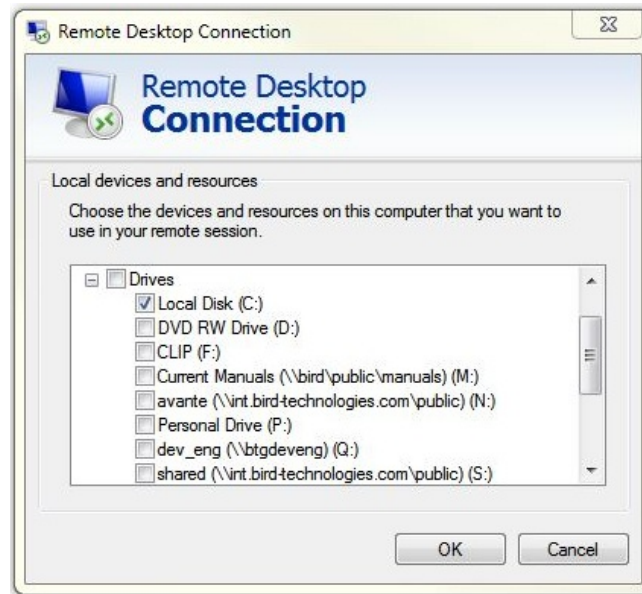 Remote Desktop Connection
Remote Desktop
Connection
Local devices and resources
Choose the devices and resources on this computer that you want to
use in your remote session.
Drives
Local Disk (C:)
DVD RW Drive (D:)
CLIP (F:)
Current Manuals (\\bird\public\manuals) (M:)
avante (\\int.bird-technologies.com\public) (N:)
Personal Drive (P:)
dev_eng (\\btgdeveng) (Q:)
shared (\\int.bird-technologies.com\public) (S:)
OK Cancel